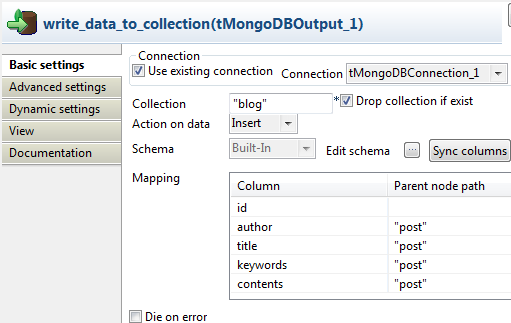 write_data_to_collection(tMongoDBOutput_1)
Basic settings
Advanced settings
Dynamic settings
View
Documentation
Connection
Use existing connection Connection tMongoDBConnection_1
Collection "blog" * Drop collection if exist
Action on data Insert
Schema Built-In Edit schema ... Sync columns
Mapping
Column Parent node path
id
author "post"
title "post"
keywords "post"
contents "post"
Die on error